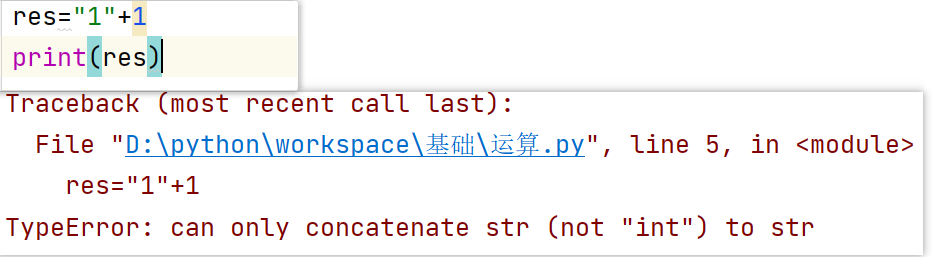 res="1"+1
print(res)
Traceback (most recent call last):
  File "D:\python\workspace\基础\运算.py", line 5, in <module>
    res="1"+1
TypeError: can only concatenate str (not "int") to str